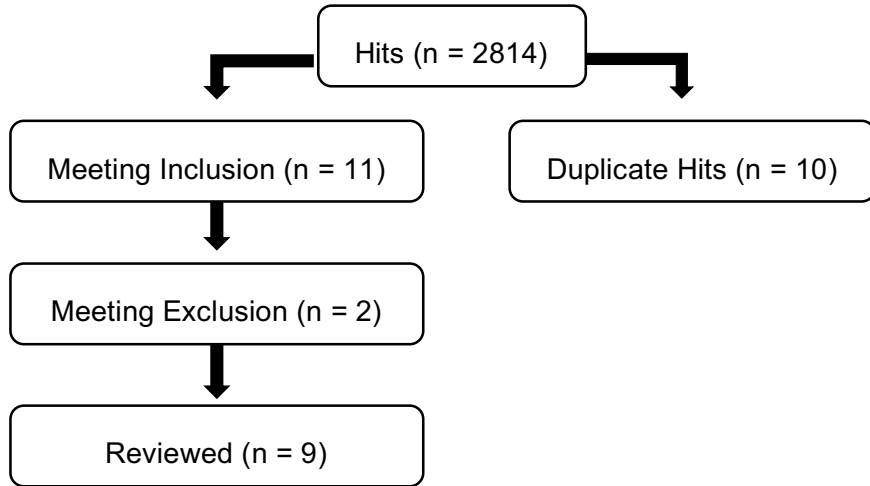 Hits (n = 2814)
Meeting Inclusion (n = 11)
Duplicate Hits (n = 10)
Meeting Exclusion (n = 2)
Reviewed (n = 9)